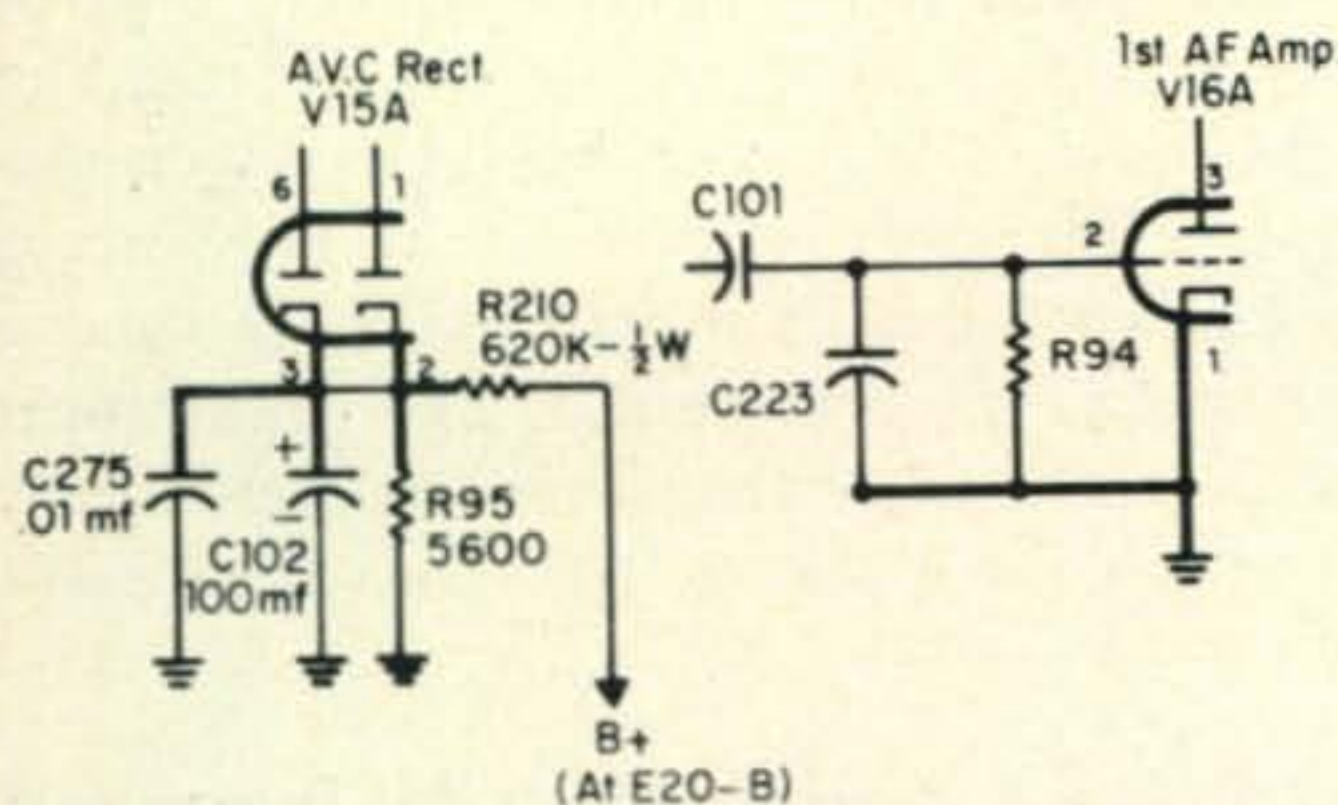 A.V.C Rect.
V15A
6
1
3
2
R210
620K-½W
C275
.01 mf
+
−
C102
100mf
R95
5600
B+
(At E20-B)
1st AF Amp
V16A
3
C101
2
1
C223
R94